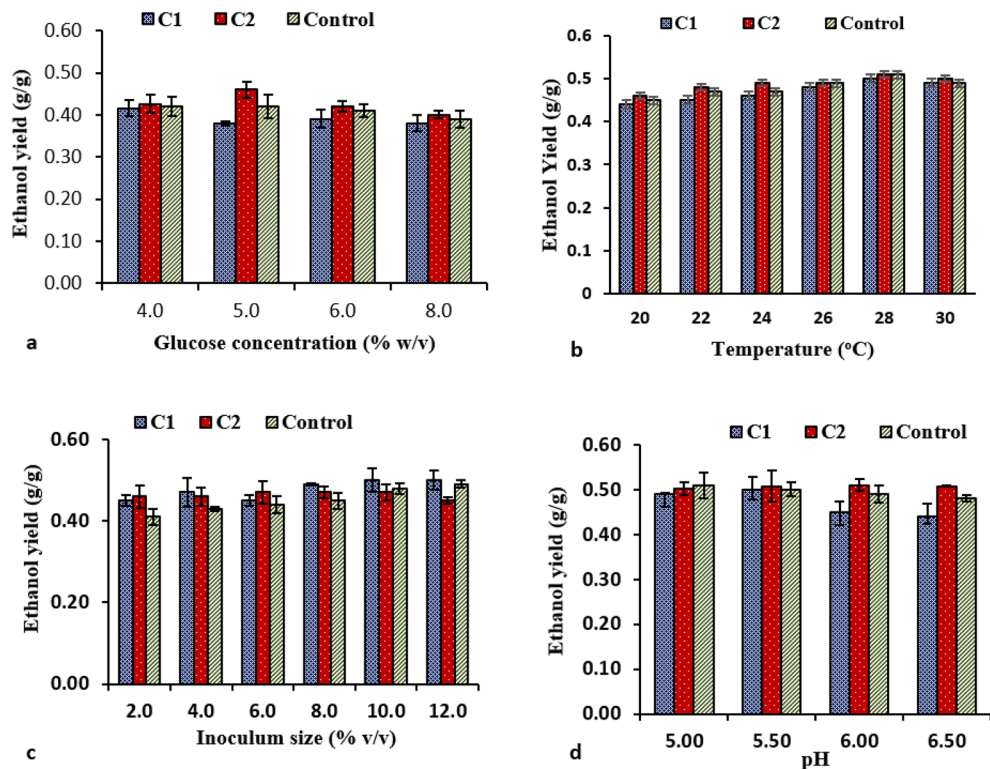 C1 C2 Control
0.60
0.50
0.40
0.30
0.20
0.10
0.00
Ethanol yield (g/g)
4.0 5.0 6.0 8.0
Glucose concentration (% w/v)
a
C1 C2 Control
0.6
0.5
0.4
0.3
0.2
0.1
0
Ethanol Yield (g/g)
20 22 24 26 28 30
Temperature (°C)
b
C1 C2 Control
0.60
0.40
0.20
0.00
Ethanol yield (g/g)
2.0 4.0 6.0 8.0 10.0 12.0
Inoculum size (% v/v)
c
C1 C2 Control
0.60
0.50
0.40
0.30
0.20
0.10
0.00
Ethanol yield (g/g)
5.00 5.50 6.00 6.50
pH
d